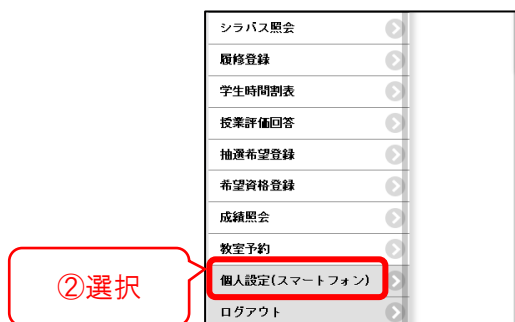 シラバス照会
履修登録
学生時間割表
授業評価回答
抽選希望登録
希望資格登録
成績照会
教室予約
個人設定(スマートフォン)
ログアウト
②選択